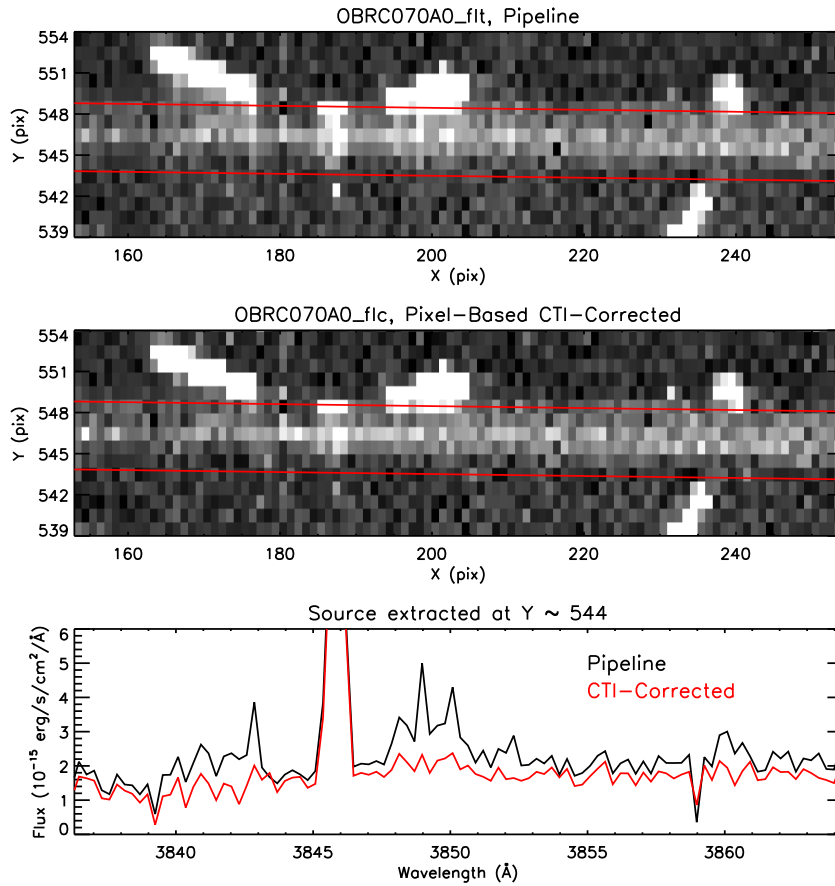 OBRC070A0_flt, Pipeline
554
551
548
545
542
539
Y (pix)
160 180 200 220 240
X (pix)
OBRC070A0_flc, Pixel-Based CTI-Corrected
554
551
548
545
542
539
Y (pix)
160 180 200 220 240
X (pix)
Source extracted at Y ~ 544
6
5
4
3
2
1
0
Flux (10⁻¹⁵ erg/s/cm²/Å)
Pipeline
CTI-Corrected
3840 3845 3850 3855 3860
Wavelength (Å)